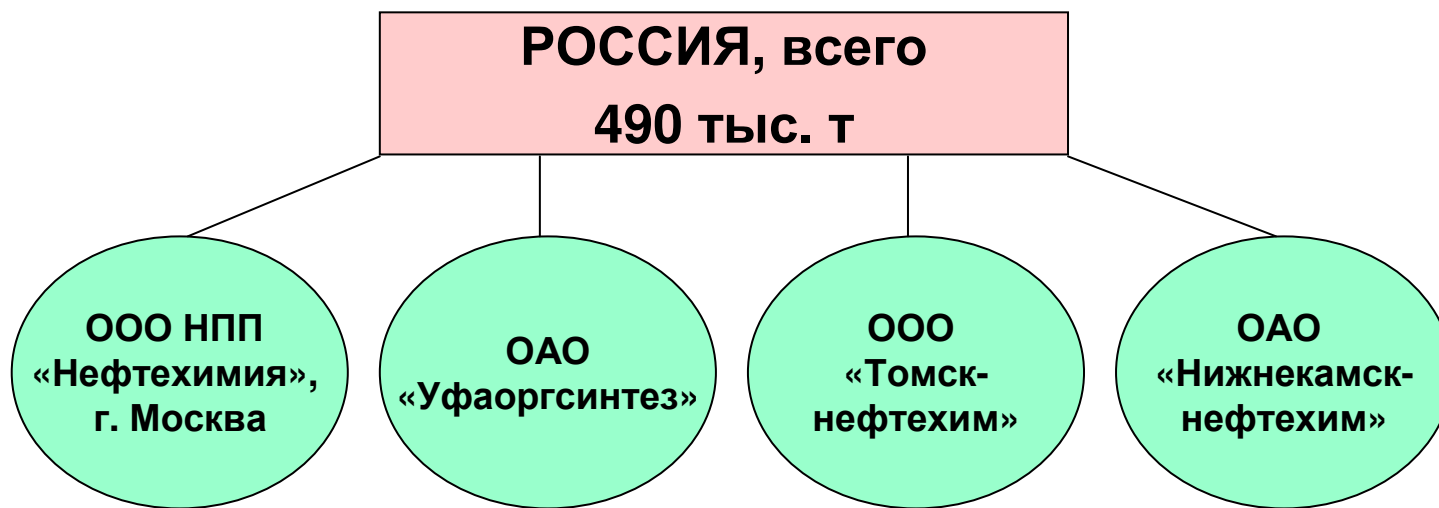 РОССИЯ, всего
490 тыс. т
ООО НПП
«Нефтехимия»,
г. Москва
ОАО
«Уфаоргсинтез»
ООО
«Томск-
нефтехим»
ОАО
«Нижнекамск-
нефтехим»